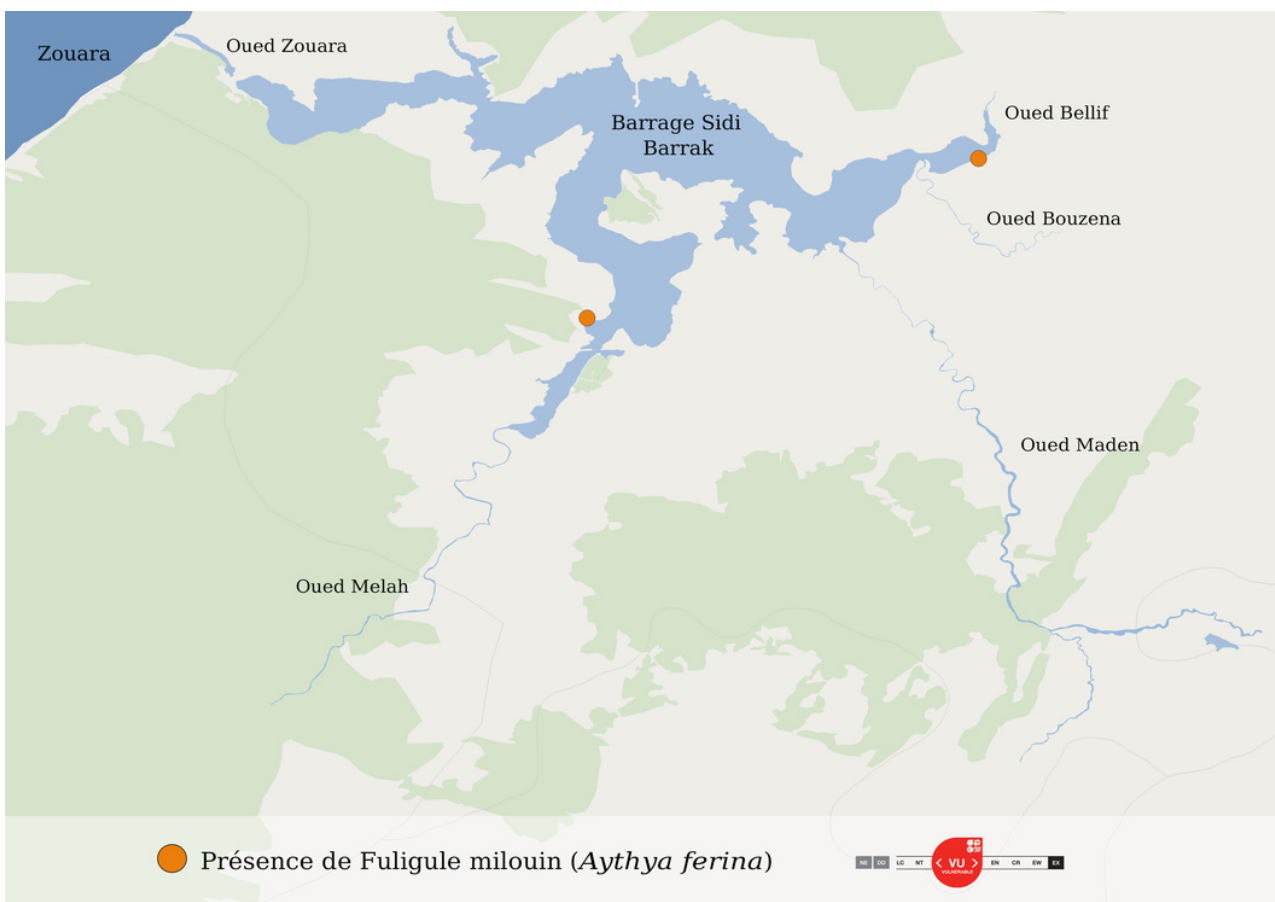 Zouara
Oued Zouara
Oued Bellif
Barrage Sidi
Barrak
Oued Bouzena
Oued Maden
Oued Melah
Présence de Fuligule milouin (Aythya ferina)
NE DD LC NT < VU > EN CR EW EX
VULNERABLE